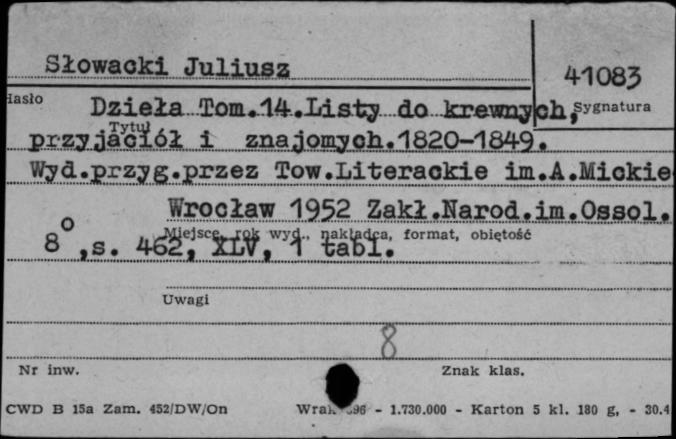 Słowacki Juliusz
41083
Hasło
Sygnatura
Dzieła Tom.14.Listy do krewnych,
Tytuł
przyjaciół i znajomych.1820-1849.
Wyd.przyg.przez Tow.Literackie im.A.Mickie
Wrocław 1952 Zakł.Narod.im.Ossol.
Miejsce, rok wyd., nakładca, format, objętość
8°,s. 462, XLV, 1 tabl.
Uwagi
8
Nr inw.
Znak klas.
CWD B 15a Zam. 452/DW/On - 1.730.000 - Karton 5 kl. 180 g, - 30.4